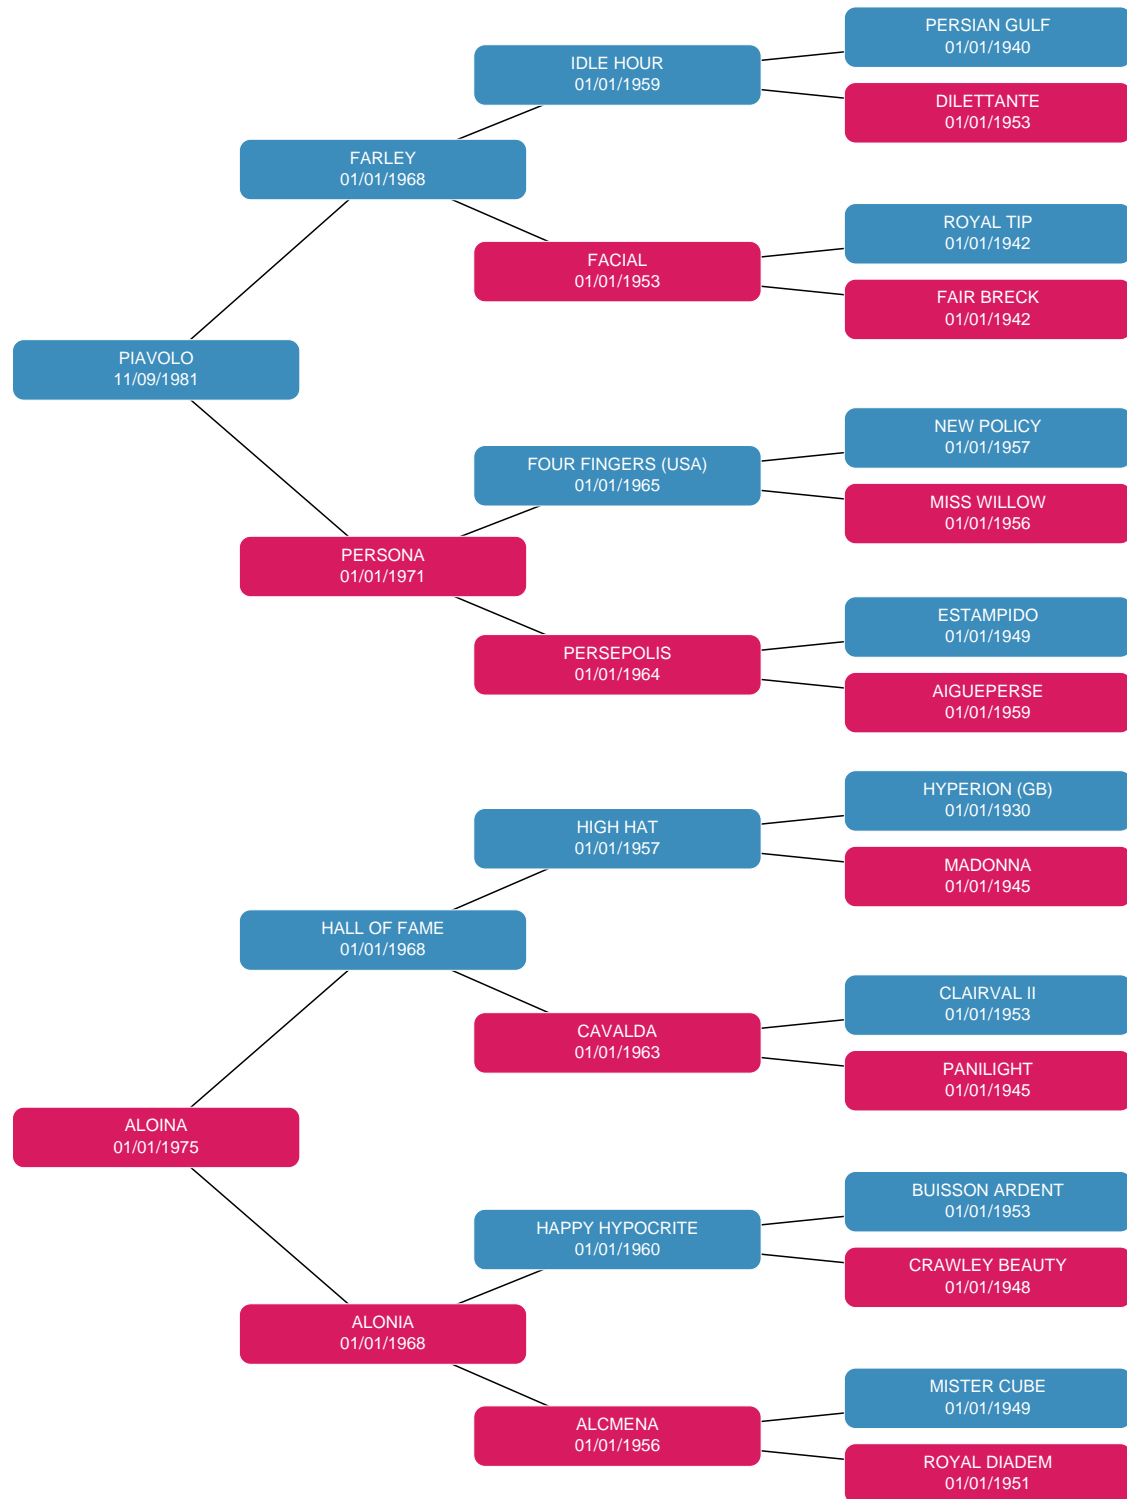 PERSIAN GULF
01/01/1940
IDLE HOUR
01/01/1959
DILETTANTE
01/01/1953
FARLEY
01/01/1968
ROYAL TIP
01/01/1942
FACIAL
01/01/1953
FAIR BRECK
01/01/1942
PIAVOLO
11/09/1981
NEW POLICY
01/01/1957
FOUR FINGERS (USA)
01/01/1965
MISS WILLOW
01/01/1956
PERSONA
01/01/1971
ESTAMPIDO
01/01/1949
PERSEPOLIS
01/01/1964
AIGUEPERSE
01/01/1959
HYPERION (GB)
01/01/1930
HIGH HAT
01/01/1957
MADONNA
01/01/1945
HALL OF FAME
01/01/1968
CLAIRVAL II
01/01/1953
CAVALDA
01/01/1963
PANILIGHT
01/01/1945
ALOINA
01/01/1975
BUISSON ARDENT
01/01/1953
HAPPY HYPOCRITE
01/01/1960
CRAWLEY BEAUTY
01/01/1948
ALONIA
01/01/1968
MISTER CUBE
01/01/1949
ALCMENA
01/01/1956
ROYAL DIADEM
01/01/1951